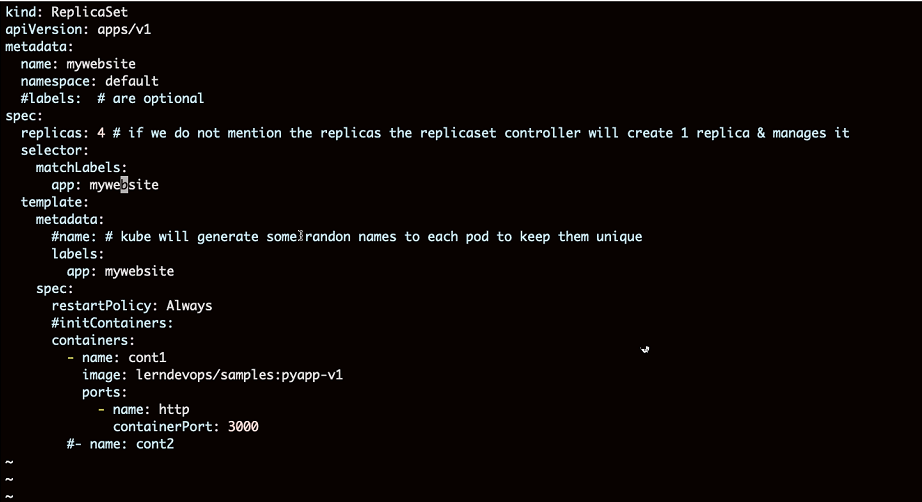 kind: ReplicaSet
apiVersion: apps/v1
metadata:
  name: mywebsite
  namespace: default
  #labels:  # are optional
spec:
  replicas: 4 # if we do not mention the replicas the replicaset controller will create 1 replica & manages it
  selector:
    matchLabels:
      app: mywebsite
  template:
    metadata:
      #name: # kube will generate some randon names to each pod to keep them unique
      labels:
        app: mywebsite
    spec:
      restartPolicy: Always
      #initContainers:
      containers:
        - name: cont1
          image: lerndevops/samples:pyapp-v1
          ports:
            - name: http
              containerPort: 3000
        #- name: cont2
~
~
~